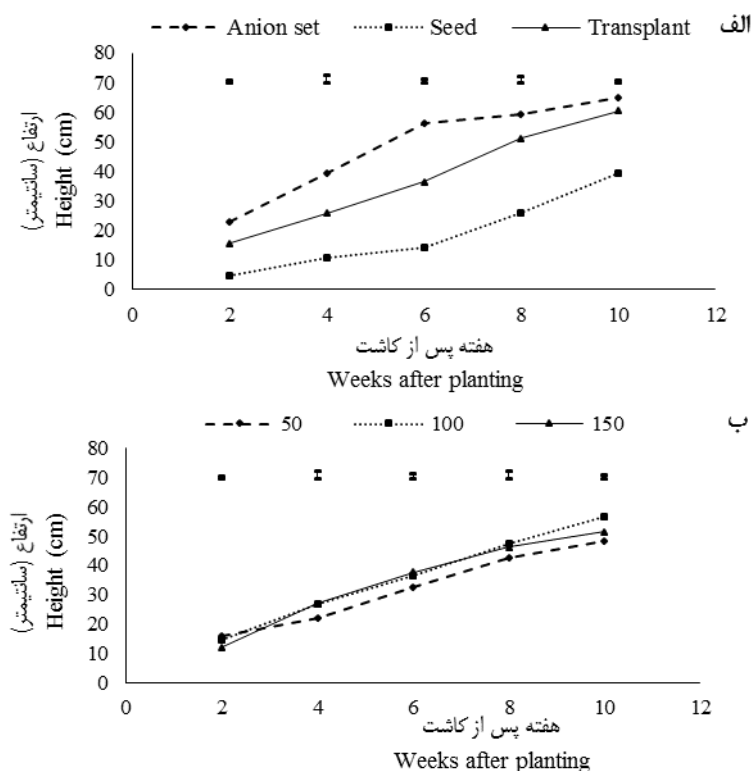 Anion set Seed Transplant الف
80
70
60
50
40
30
20
10
0
ارتفاع (سانتیمتر)
Height (cm)
0 2 4 6 8 10 12
هفته پس از کاشت
Weeks after planting
50 100 150 ب
80
70
60
50
40
30
20
10
0
ارتفاع (سانتیمتر)
Height (cm)
0 2 4 6 8 10 12
هفته پس از کاشت
Weeks after planting